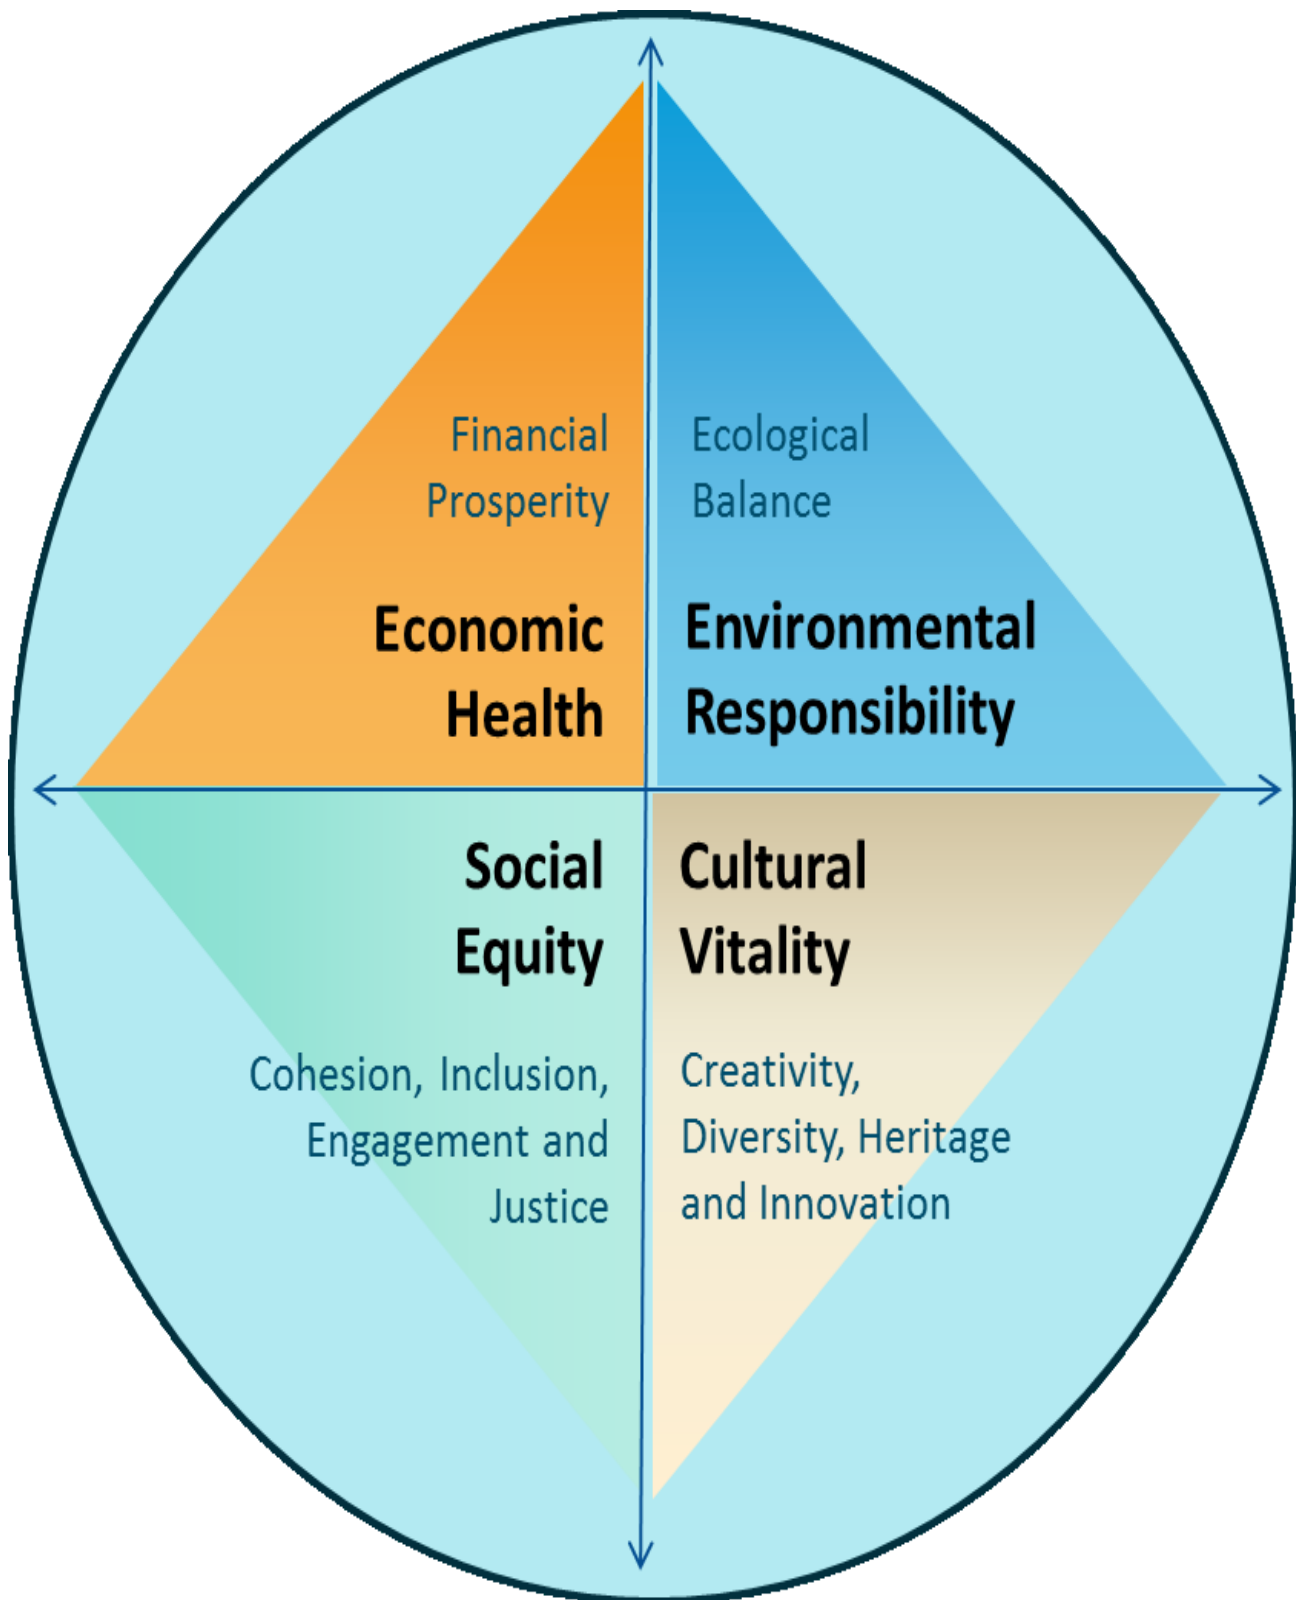 Financial
Prosperity
Economic
Health
Ecological
Balance
Environmental
Responsibility
Social
Equity
Cohesion, Inclusion,
Engagement and
Justice
Cultural
Vitality
Creativity,
Diversity, Heritage
and Innovation